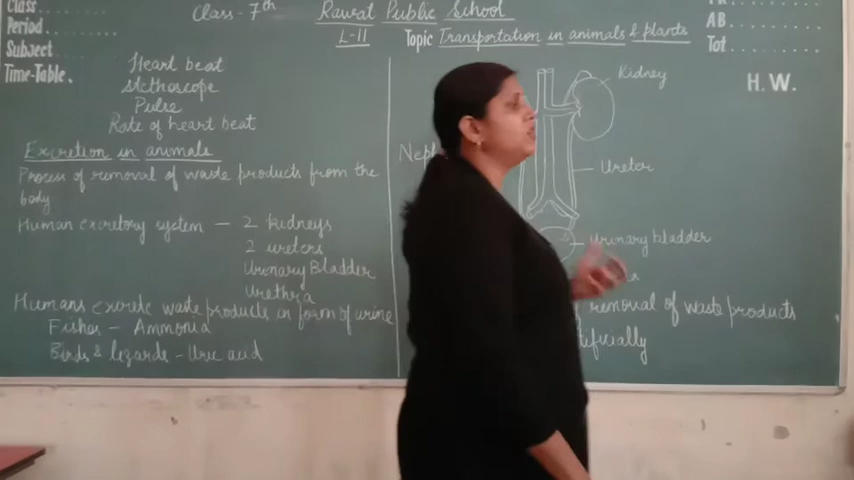 Class
Period
Subject
Time-Table
Class - 7th
Rawat Public School
L-11
Topic Transportation in animals & plants
AB
Tot
H.W.
Heart beat
Stethoscope
Pulse
Rate of heart beat
Excretion in animals
Process of removal of waste products from the
body
Human excretory system - 2 kidneys
2 ureters
Urinary Bladder
Urethra
Humans excrete waste products in form of urine
Fishes - Ammonia
Birds & lizards - Uric acid
Kidney
Neph
Ureter
Urinary bladder
removal of waste products